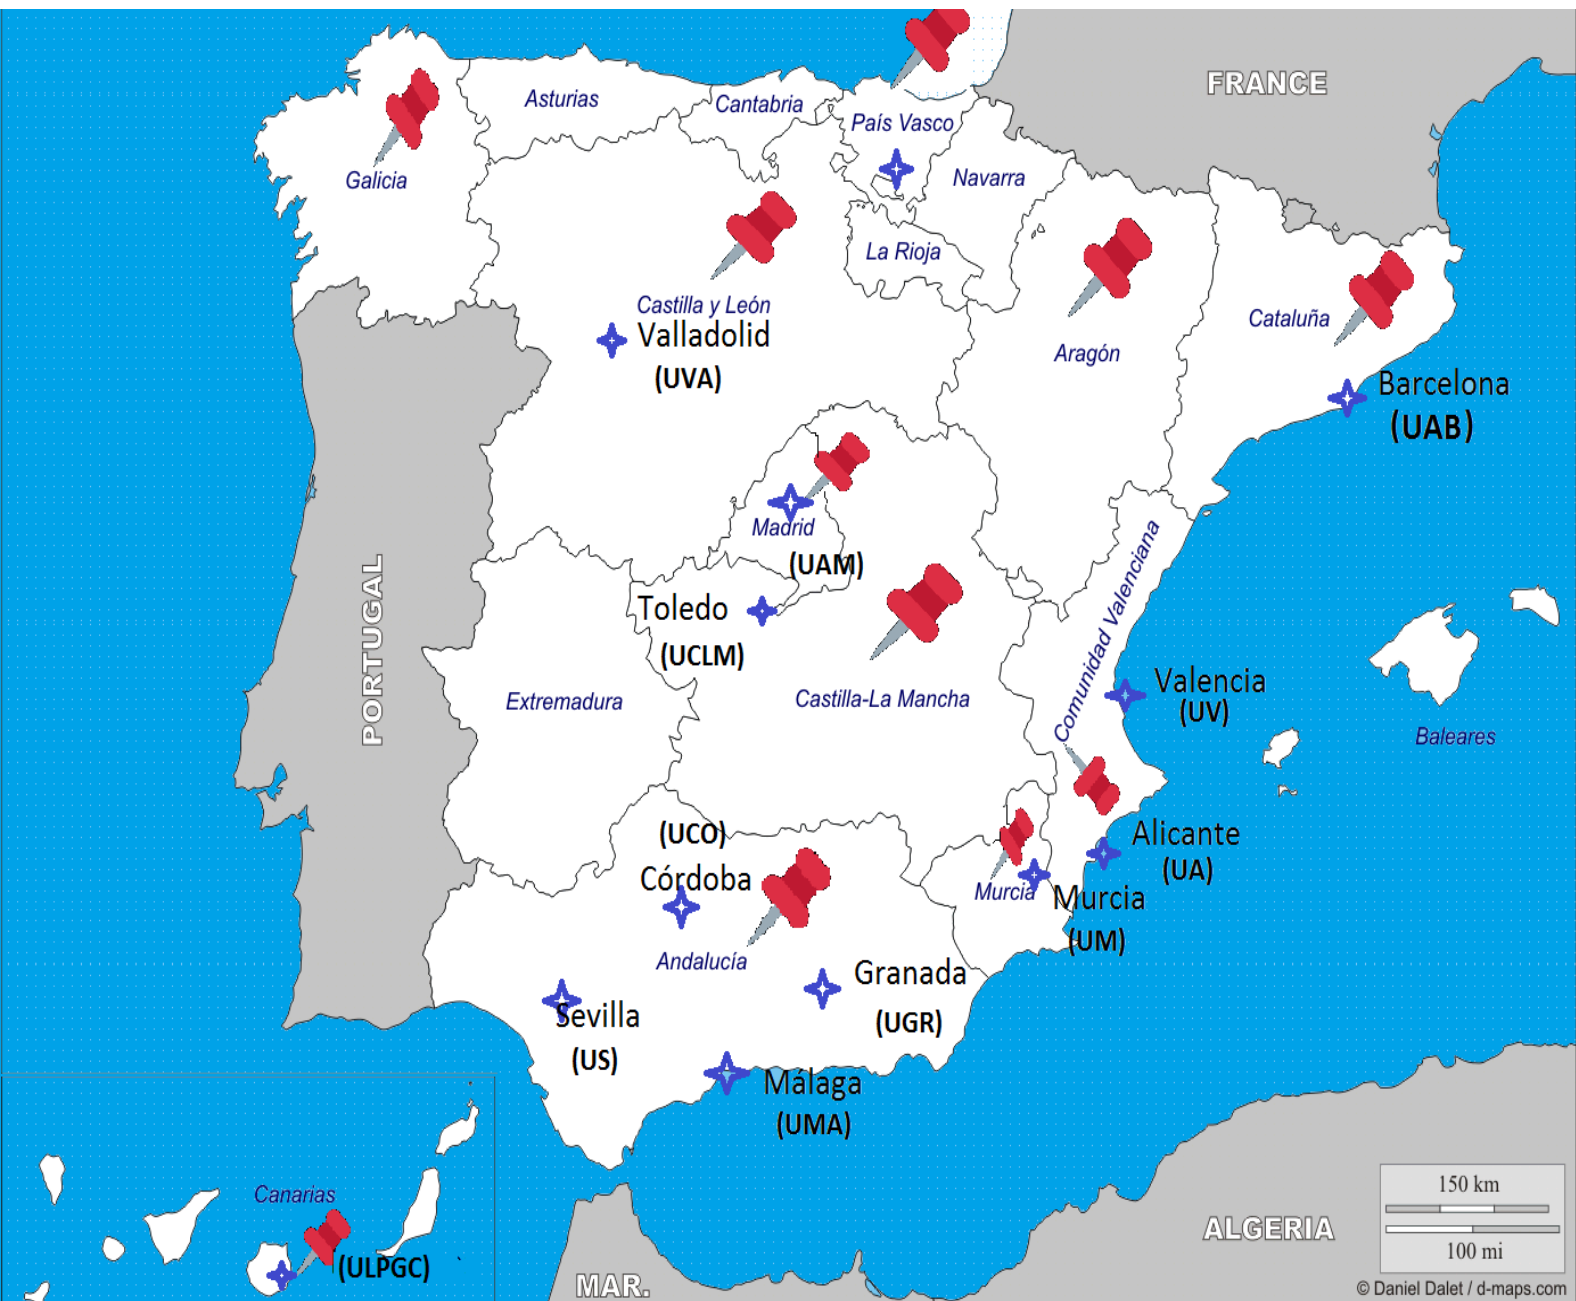 FRANCE
Asturias
Cantabria
País Vasco
Galicia
Navarra
La Rioja
Castilla y León
Valladolid
(UVA)
Cataluña
Aragón
Barcelona
(UAB)
Madrid
(UAM)
Comunidad Valenciana
PORTUGAL
Toledo
(UCLM)
Extremadura
Castilla-La Mancha
Valencia
(UV)
Baleares
(UCO)
Córdoba
Alicante
(UA)
Murcia
Murcia
(UM)
Andalucía
Granada
(UGR)
Sevilla
(US)
Málaga
(UMA)
Canarias
(ULPGC)
MAR.
ALGERIA
150 km
100 mi
© Daniel Dalet / d-maps.com